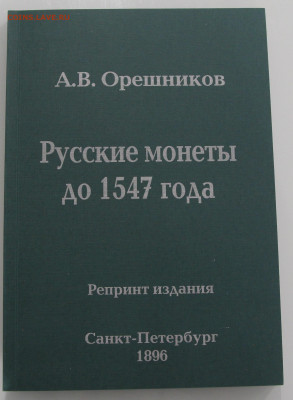 А.В. Орешников
Русские монеты
до 1547 года
Репринт издания
Санкт-Петербург
1896